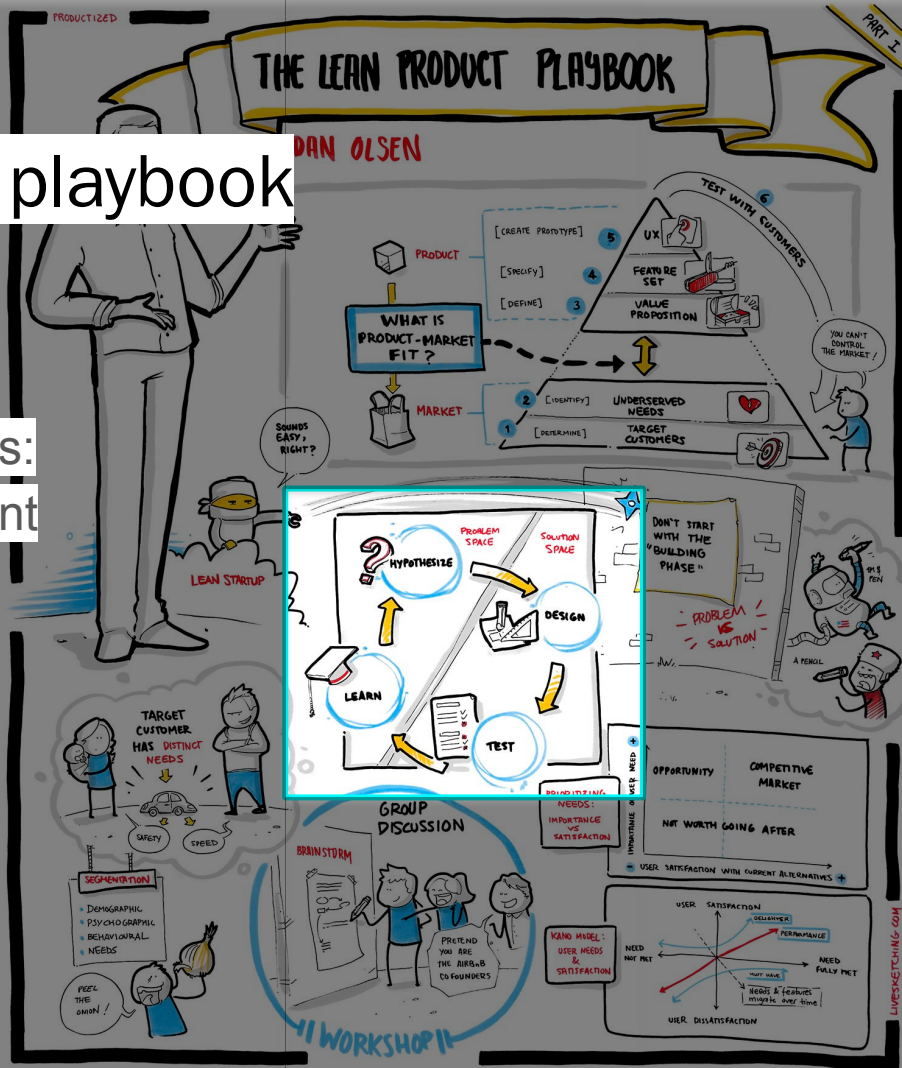 PRODUCTIZED
PART I
THE LEAN PRODUCT PLAYBOOK
DAN OLSEN
playbook
TEST WITH CUSTOMERS
6
[CREATE PROTOTYPE]
5
UX
PRODUCT
[SPECIFY]
4
FEATURE
SET
[DEFINE]
3
VALUE
PROPOSITION
WHAT IS
PRODUCT-MARKET
FIT?
YOU CAN'T
CONTROL
THE MARKET!
MARKET
2
[IDENTIFY]
UNDERSERVED
NEEDS
1
[DETERMINE]
TARGET
CUSTOMERS
s:
nt
SOUNDS
EASY,
RIGHT?
LEAN STARTUP
PROBLEM
SPACE
SOLUTION
SPACE
HYPOTHESIZE
DESIGN
LEARN
TEST
DON'T START
WITH THE
"BUILDING
PHASE"
PROBLEM
VS
SOLUTION
1M $
PEN
A PENCIL
TARGET
CUSTOMER
HAS DISTINCT
NEEDS
SAFETY
SPEED
SEGMENTATION
DEMOGRAPHIC
PSYCHOGRAPHIC
BEHAVIOURAL
NEEDS
PEEL
THE
ONION!
GROUP
DISCUSSION
BRAINSTORM
PRETEND
YOU ARE
THE AIRBNB
COFOUNDERS
WORKSHOP
PRIORITIZING
NEEDS:
IMPORTANCE
VS
SATISFACTION
IMPORTANCE OF USER NEED +
OPPORTUNITY
COMPETITIVE
MARKET
NOT WORTH GOING AFTER
- USER SATISFACTION WITH CURRENT ALTERNATIVES +
KANO MODEL:
USER NEEDS
&
SATISFACTION
USER SATISFACTION
DELIGHTER
PERFORMANCE
NEED
NOT MET
NEED
FULLY MET
MUST HAVE
Needs & features
migrate over time
USER DISSATISFACTION
LIVESKETCHING.COM